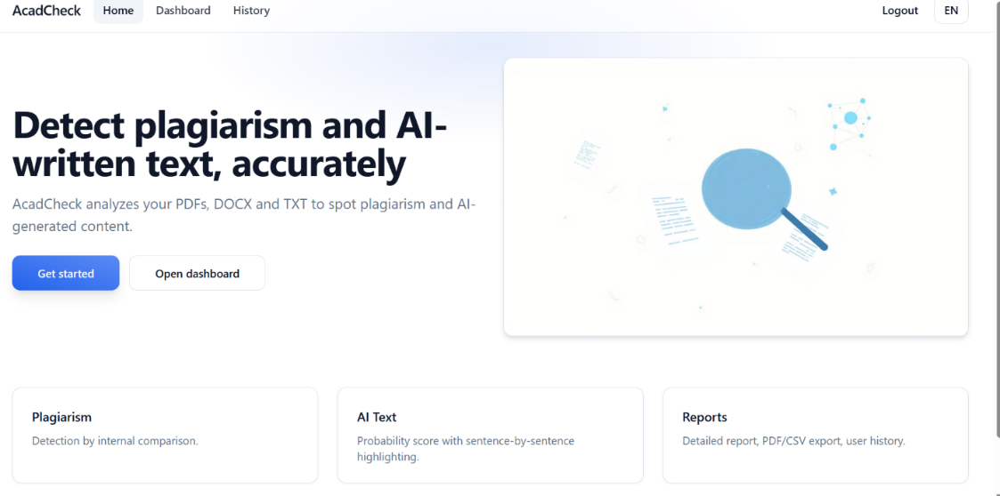 AcadCheck Home Dashboard History Logout EN
Detect plagiarism and AI-
written text, accurately
AcadCheck analyzes your PDFs, DOCX and TXT to spot plagiarism and AI-
generated content.
Get started Open dashboard
Plagiarism
Detection by internal comparison.
AI Text
Probability score with sentence-by-sentence
highlighting.
Reports
Detailed report, PDF/CSV export, user history.